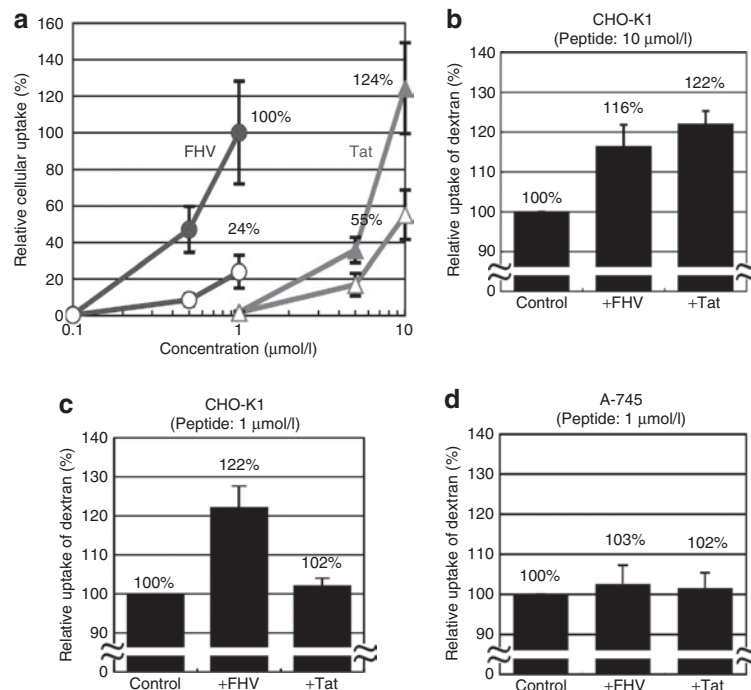 a
Relative cellular uptake (%)
160
140
120
100
80
60
40
20
0
124%
100%
FHV
Tat
24%
55%
0.1
1
10
Concentration (μmol/l)
b
CHO-K1
(Peptide: 10 μmol/l)
Relative uptake of dextran (%)
140
130
120
110
100
90
0
100%
116%
122%
Control
+FHV
+Tat
c
CHO-K1
(Peptide: 1 μmol/l)
Relative uptake of dextran (%)
140
130
120
110
100
90
0
100%
122%
102%
Control
+FHV
+Tat
d
A-745
(Peptide: 1 μmol/l)
Relative uptake of dextran (%)
140
130
120
110
100
90
0
100%
103%
102%
Control
+FHV
+Tat